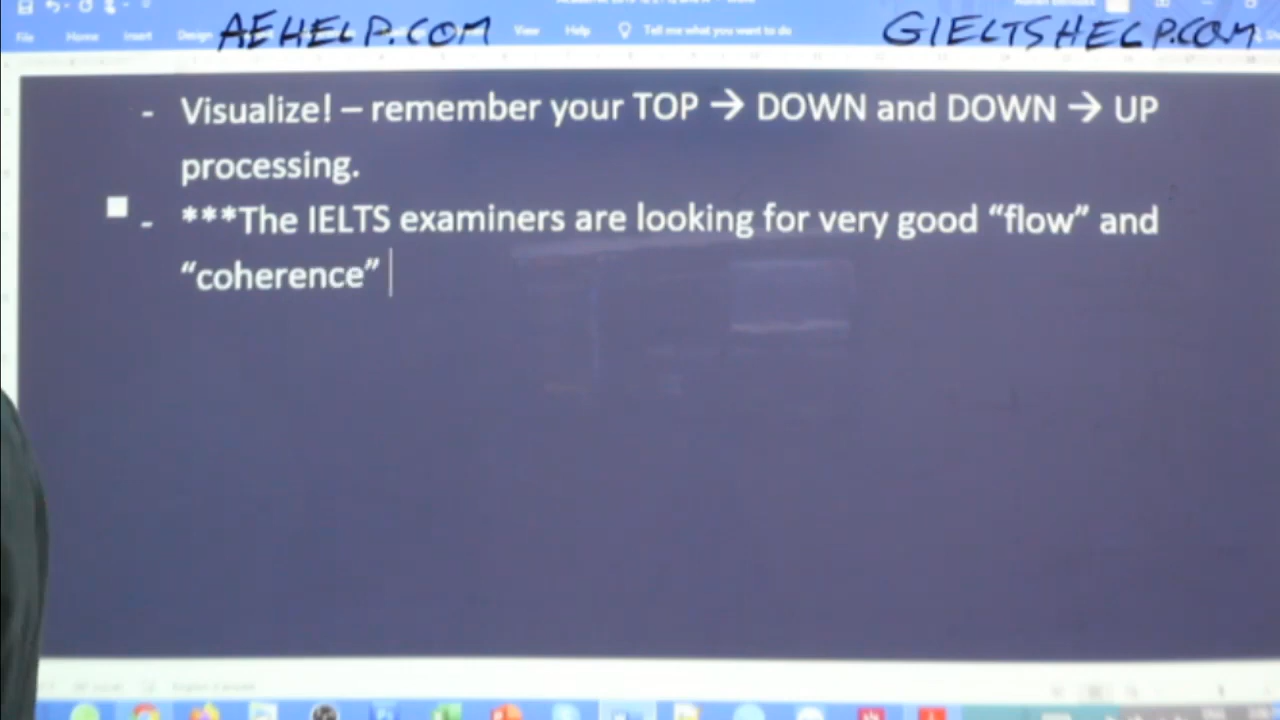 AEHELP.COM
GIELTSHELP.COM
File Home Insert Design View Help Tell me what you want to do
- Visualize! – remember your TOP → DOWN and DOWN → UP
processing.
- ***The IELTS examiners are looking for very good “flow” and
“coherence”